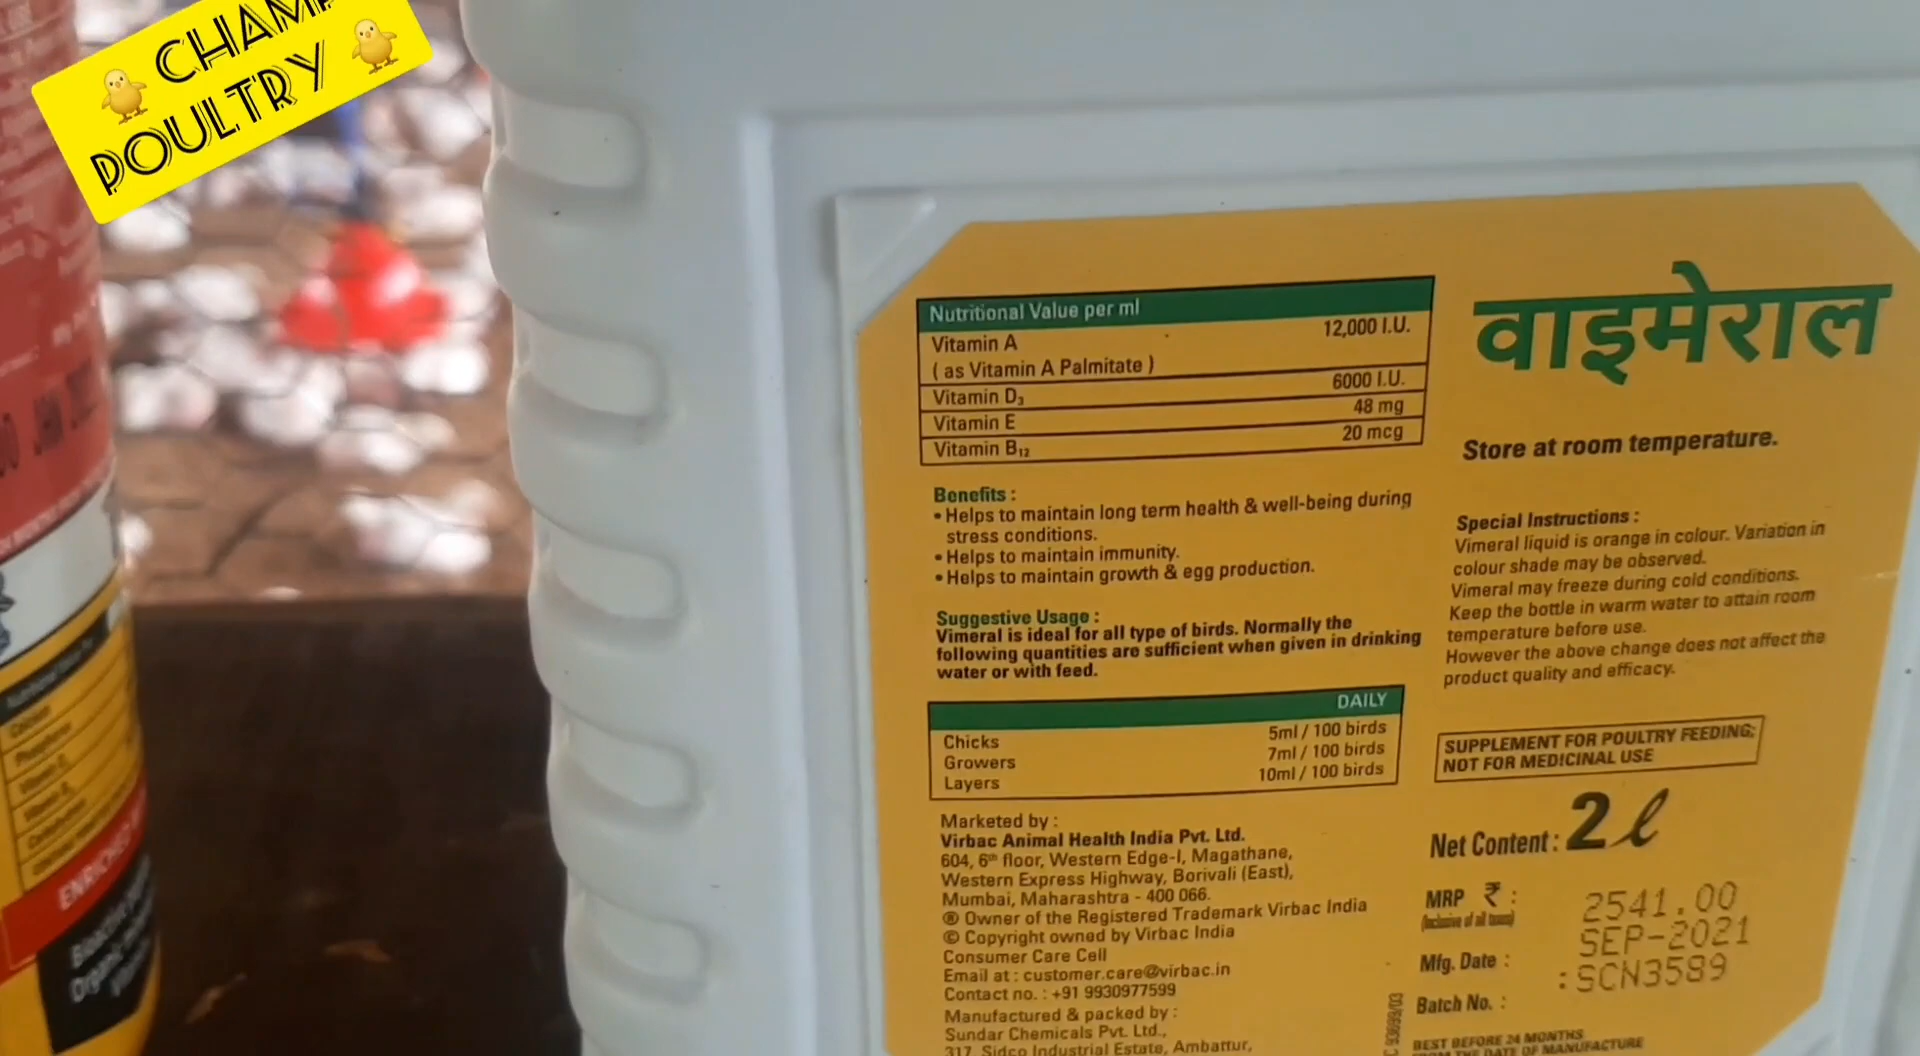 CHAMP
POULTRY
Nutritional Value per ml
Vitamin A 12,000 I.U.
( as Vitamin A Palmitate )
Vitamin D3 6000 I.U.
Vitamin E 48 mg
Vitamin B12 20 mcg
Benefits :
• Helps to maintain long term health & well-being during
stress conditions.
• Helps to maintain immunity.
• Helps to maintain growth & egg production.
Suggestive Usage :
Vimeral is ideal for all type of birds. Normally the
following quantities are sufficient when given in drinking
water or with feed.
DAILY
Chicks 5ml / 100 birds
Growers 7ml / 100 birds
Layers 10ml / 100 birds
Marketed by :
Virbac Animal Health India Pvt. Ltd.
604, 6th floor, Western Edge-I, Magathane,
Western Express Highway, Borivali (East),
Mumbai, Maharashtra - 400 066.
® Owner of the Registered Trademark Virbac India
© Copyright owned by Virbac India
Consumer Care Cell
Email at : customer.care@virbac.in
Contact no. : +91 9930977599
Manufactured & packed by :
Sundar Chemicals Pvt. Ltd.,
317, Sidco Industrial Estate, Ambattur,
वाइमेराल
Store at room temperature.
Special Instructions :
Vimeral liquid is orange in colour. Variation in
colour shade may be observed.
Vimeral may freeze during cold conditions.
Keep the bottle in warm water to attain room
temperature before use.
However the above change does not affect the
product quality and efficacy.
SUPPLEMENT FOR POULTRY FEEDING;
NOT FOR MEDICINAL USE
Net Content : 2 l
MRP ₹ : 2541.00
(Inclusive of all taxes)
Mfg. Date : SEP-2021
Batch No. : : SCN3589
BEST BEFORE 24 MONTHS
FROM THE DATE OF MANUFACTURE
ENRICHED